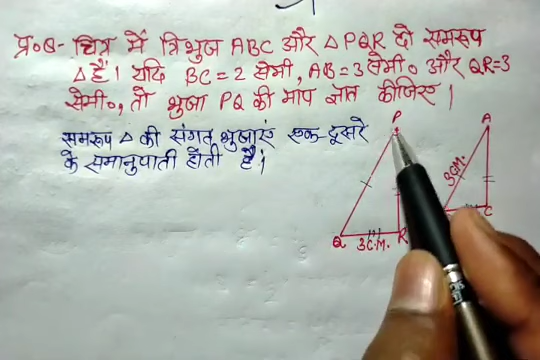 प्र०8- चित्र में त्रिभुज ABC और △PQR दो समरूप
△ हैं। यदि BC=2 सेमी, AB=3 सेमी० और QR=3
सेमी०, तो भुजा PQ की माप ज्ञात कीजिए।
समरूप △ की संगत भुजाएं एक-दूसरे
के समानुपाती होती हैं।
P
A
3CM.
C
Q
3C.M.
R